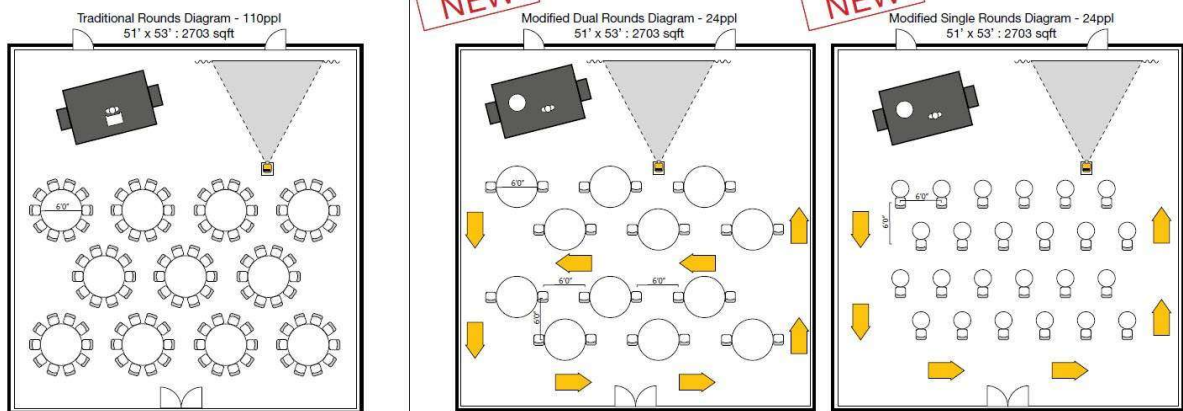 Traditional Rounds Diagram - 110ppl
51' x 53' : 2703 sqft
6'0"
NEW
Modified Dual Rounds Diagram - 24ppl
51' x 53' : 2703 sqft
6'0"
6'0"
6'0"
6'0"
NEW
Modified Single Rounds Diagram - 24ppl
51' x 53' : 2703 sqft
6'0"
6'0"